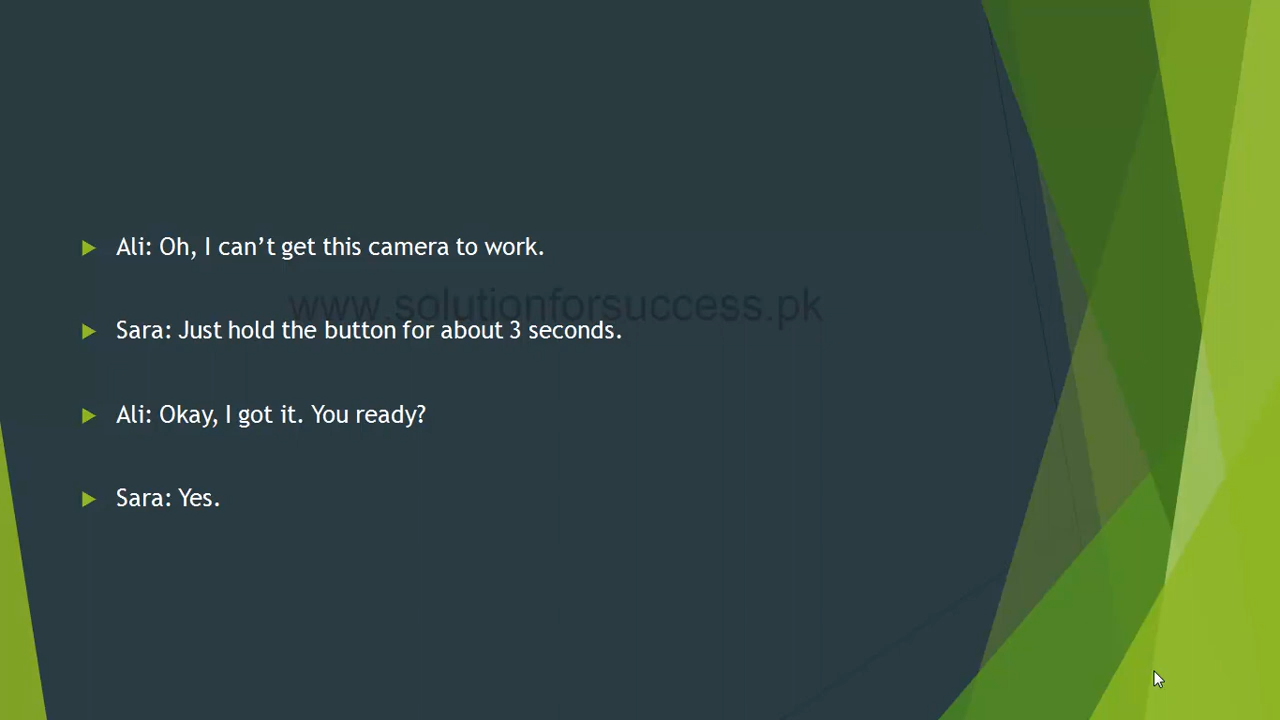 Ali: Oh, I can’t get this camera to work.
www.solutionforsuccess.pk
Sara: Just hold the button for about 3 seconds.
Ali: Okay, I got it. You ready?
Sara: Yes.